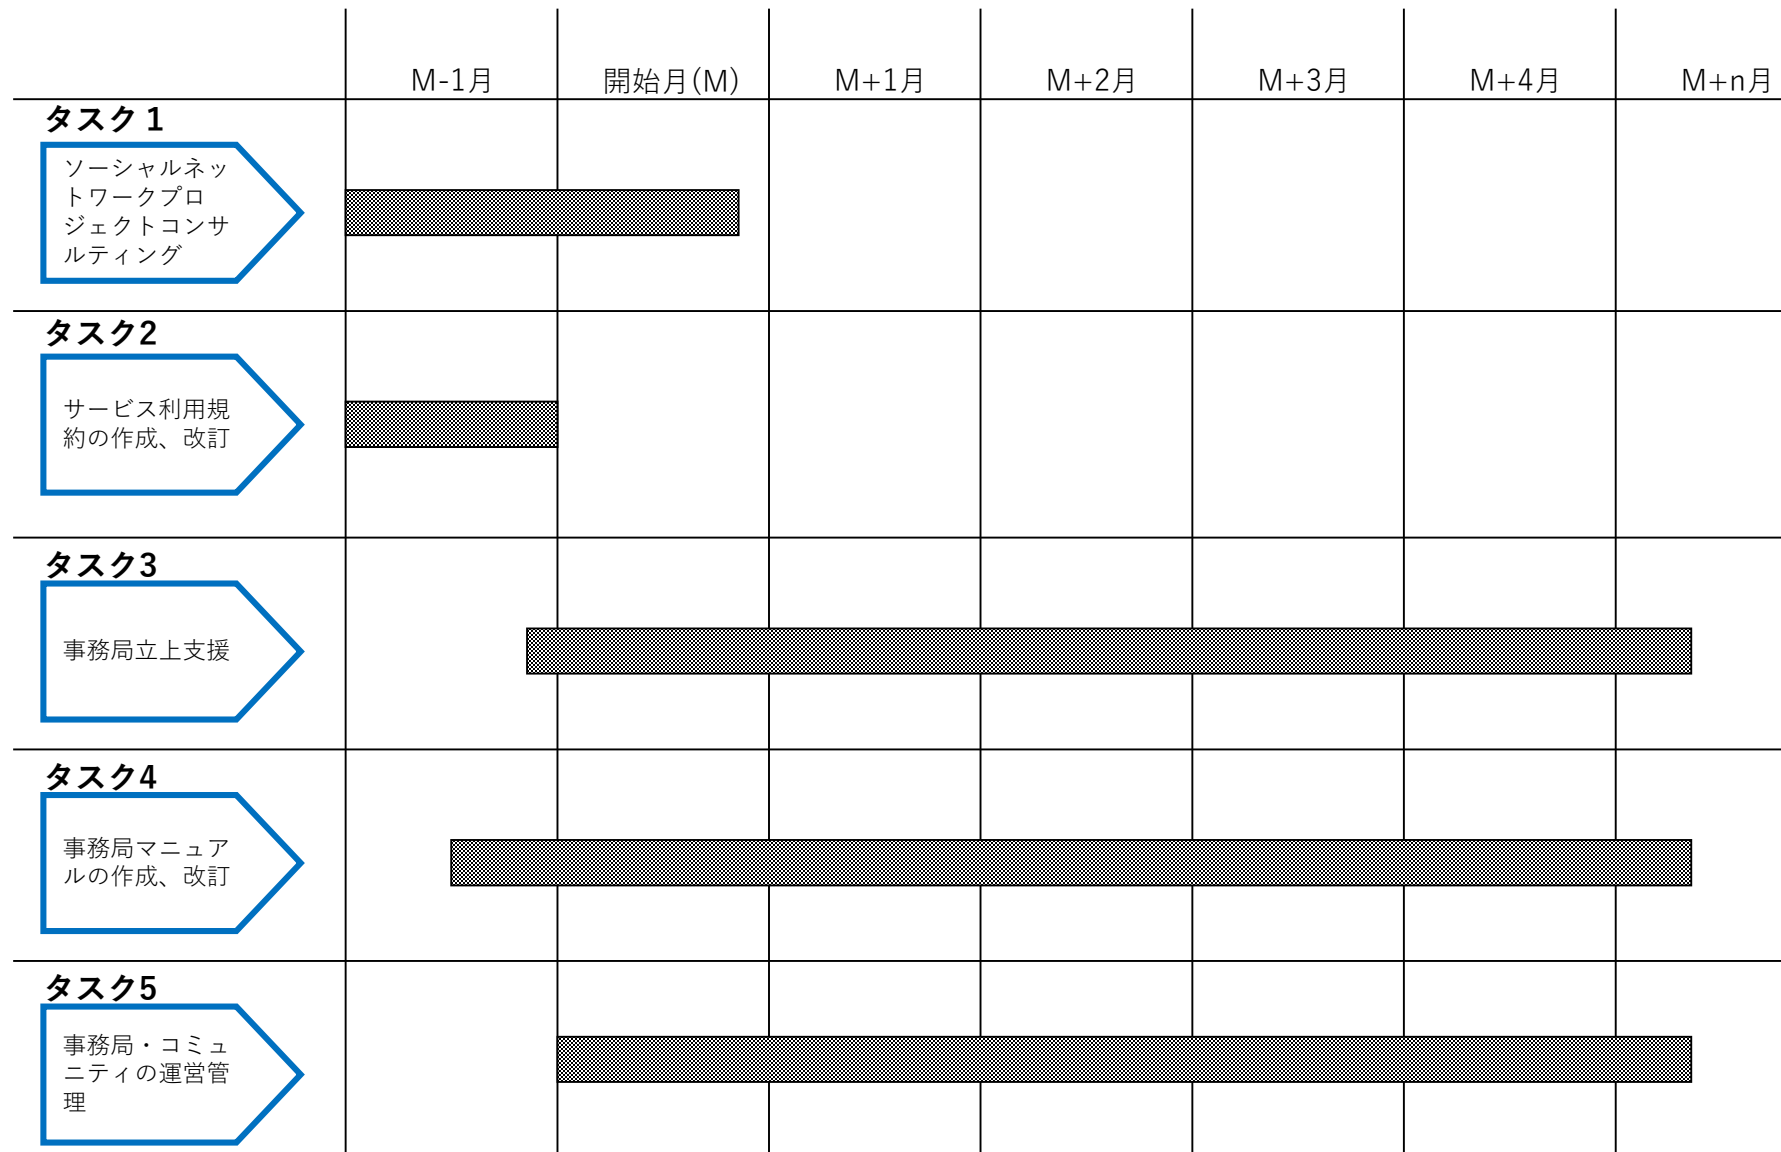 M-1月 開始月(M) M+1月 M+2月 M+3月 M+4月 M+n月
タスク１
ソーシャルネッ
トワークプロ
ジェクトコンサ
ルティング
タスク2
サービス利用規
約の作成、改訂
タスク3
事務局立上支援
タスク4
事務局マニュア
ルの作成、改訂
タスク5
事務局・コミュ
ニティの運営管
理